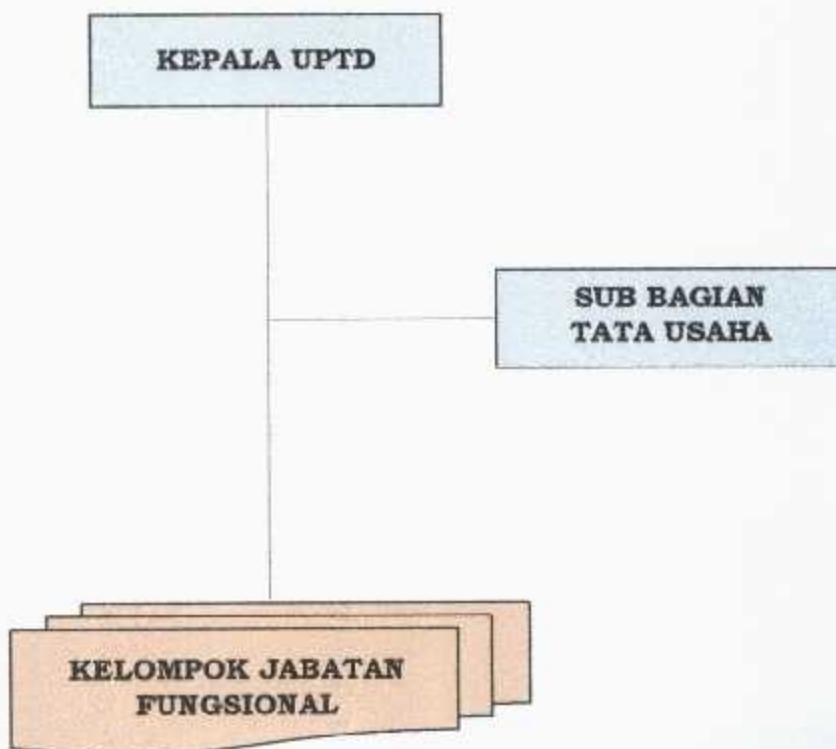 KEPALA UPTD
SUB BAGIAN
TATA USAHA
KELOMPOK JABATAN
FUNGSIONAL